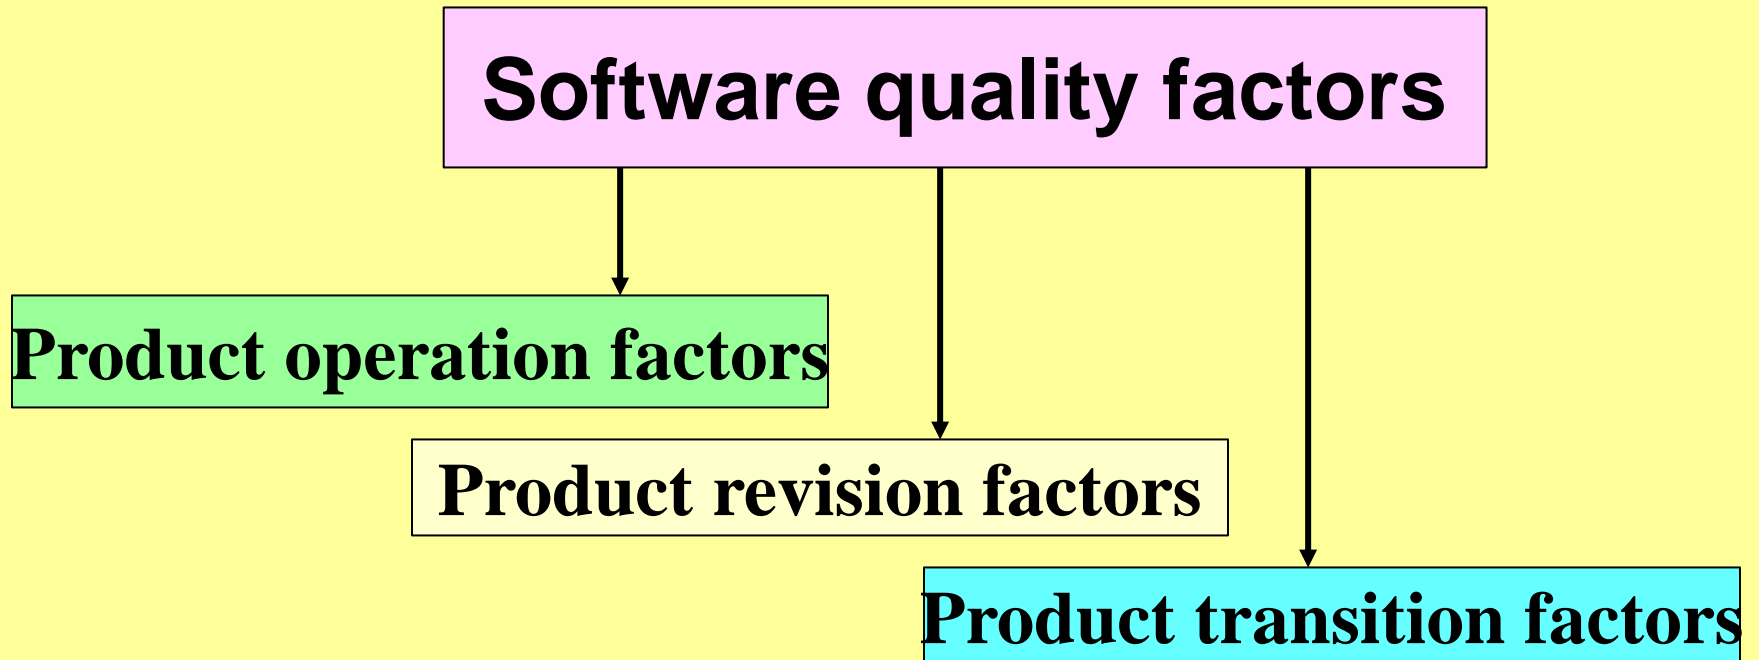 Software quality factors
Product operation factors
Product revision factors
Product transition factors